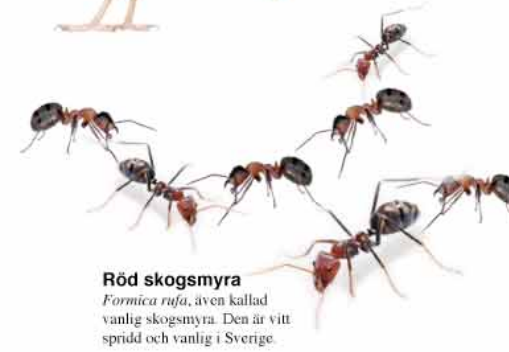 Röd skogsmyra
Formica rufa, även kallad
vanlig skogsmyra. Den är vitt
spridd och vanlig i Sverige.